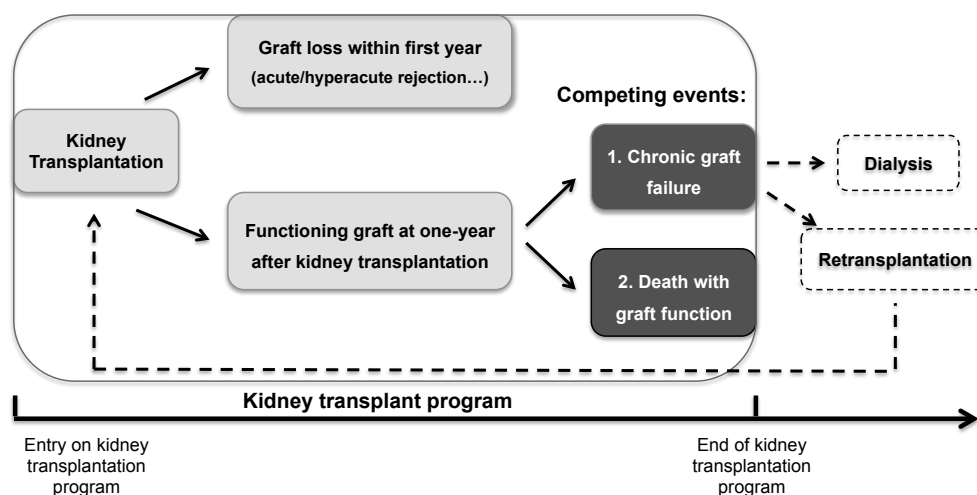 Graft loss within first year
(acute/hyperacute rejection…)
Competing events:
Kidney
Transplantation
1. Chronic graft
failure
Dialysis
Functioning graft at one-year
after kidney transplantation
Retransplantation
2. Death with
graft function
Kidney transplant program
Entry on kidney
transplantation
program
End of kidney
transplantation
program